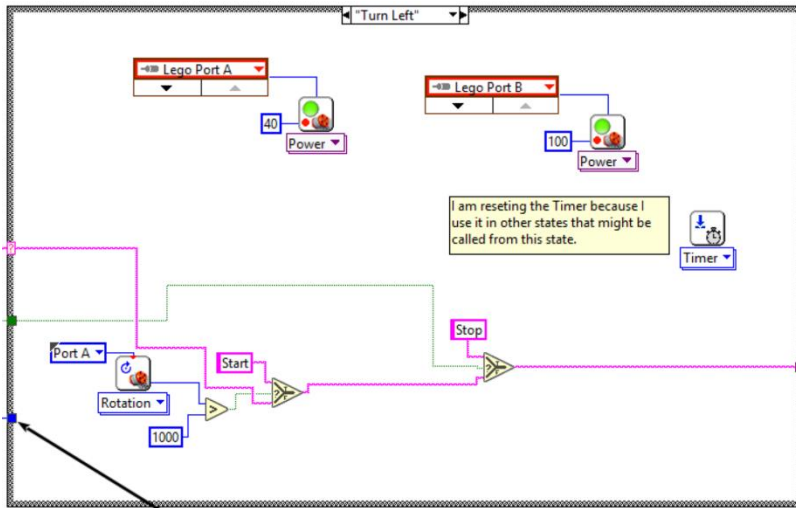 "Turn Left"
Lego Port A
Lego Port B
40
Power
100
Power
I am reseting the Timer because I
use it in other states that might be
called from this state.
Timer
?
Stop
Port A
Start
?
T
F
?
T
F
Rotation
>
1000